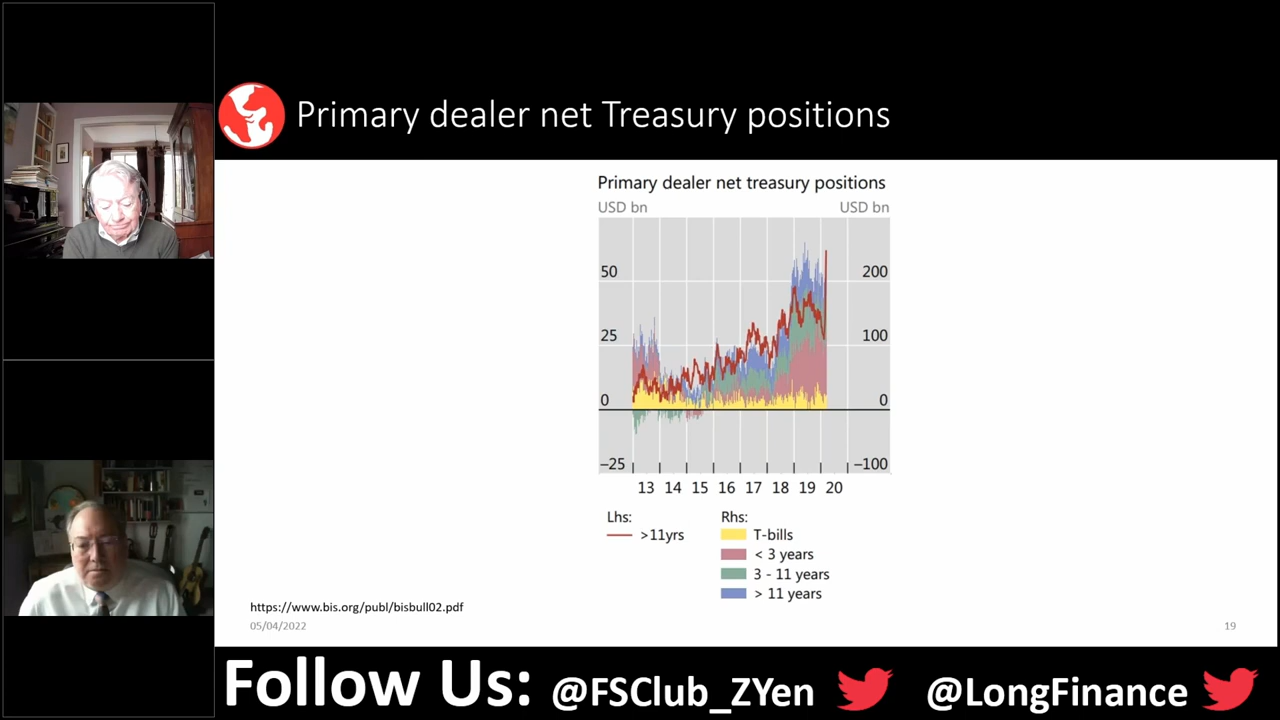 Primary dealer net Treasury positions
Primary dealer net treasury positions
USD bn USD bn
50 200
25 100
0 0
–25 –100
13 14 15 16 17 18 19 20
Lhs: Rhs:
>11yrs T-bills
< 3 years
3 - 11 years
> 11 years
https://www.bis.org/publ/bisbull02.pdf
05/04/2022 19
Follow Us: @FSClub_ZYen @LongFinance